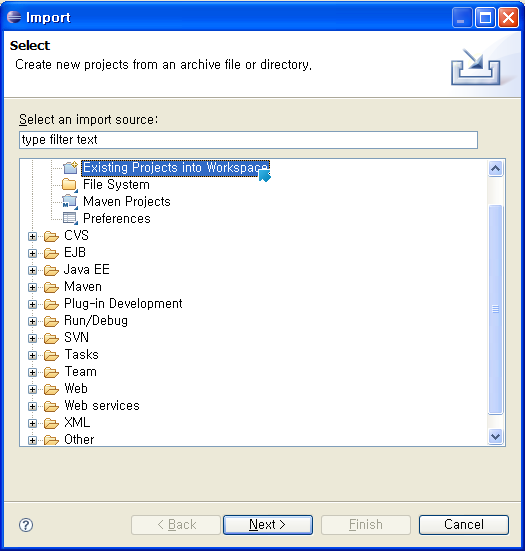 Import
Select
Create new projects from an archive file or directory.
Select an import source:
type filter text
Existing Projects into Workspace
File System
Maven Projects
Preferences
CVS
EJB
Java EE
Maven
Plug-in Development
Run/Debug
SVN
Tasks
Team
Web
Web services
XML
Other
< Back Next > Finish Cancel